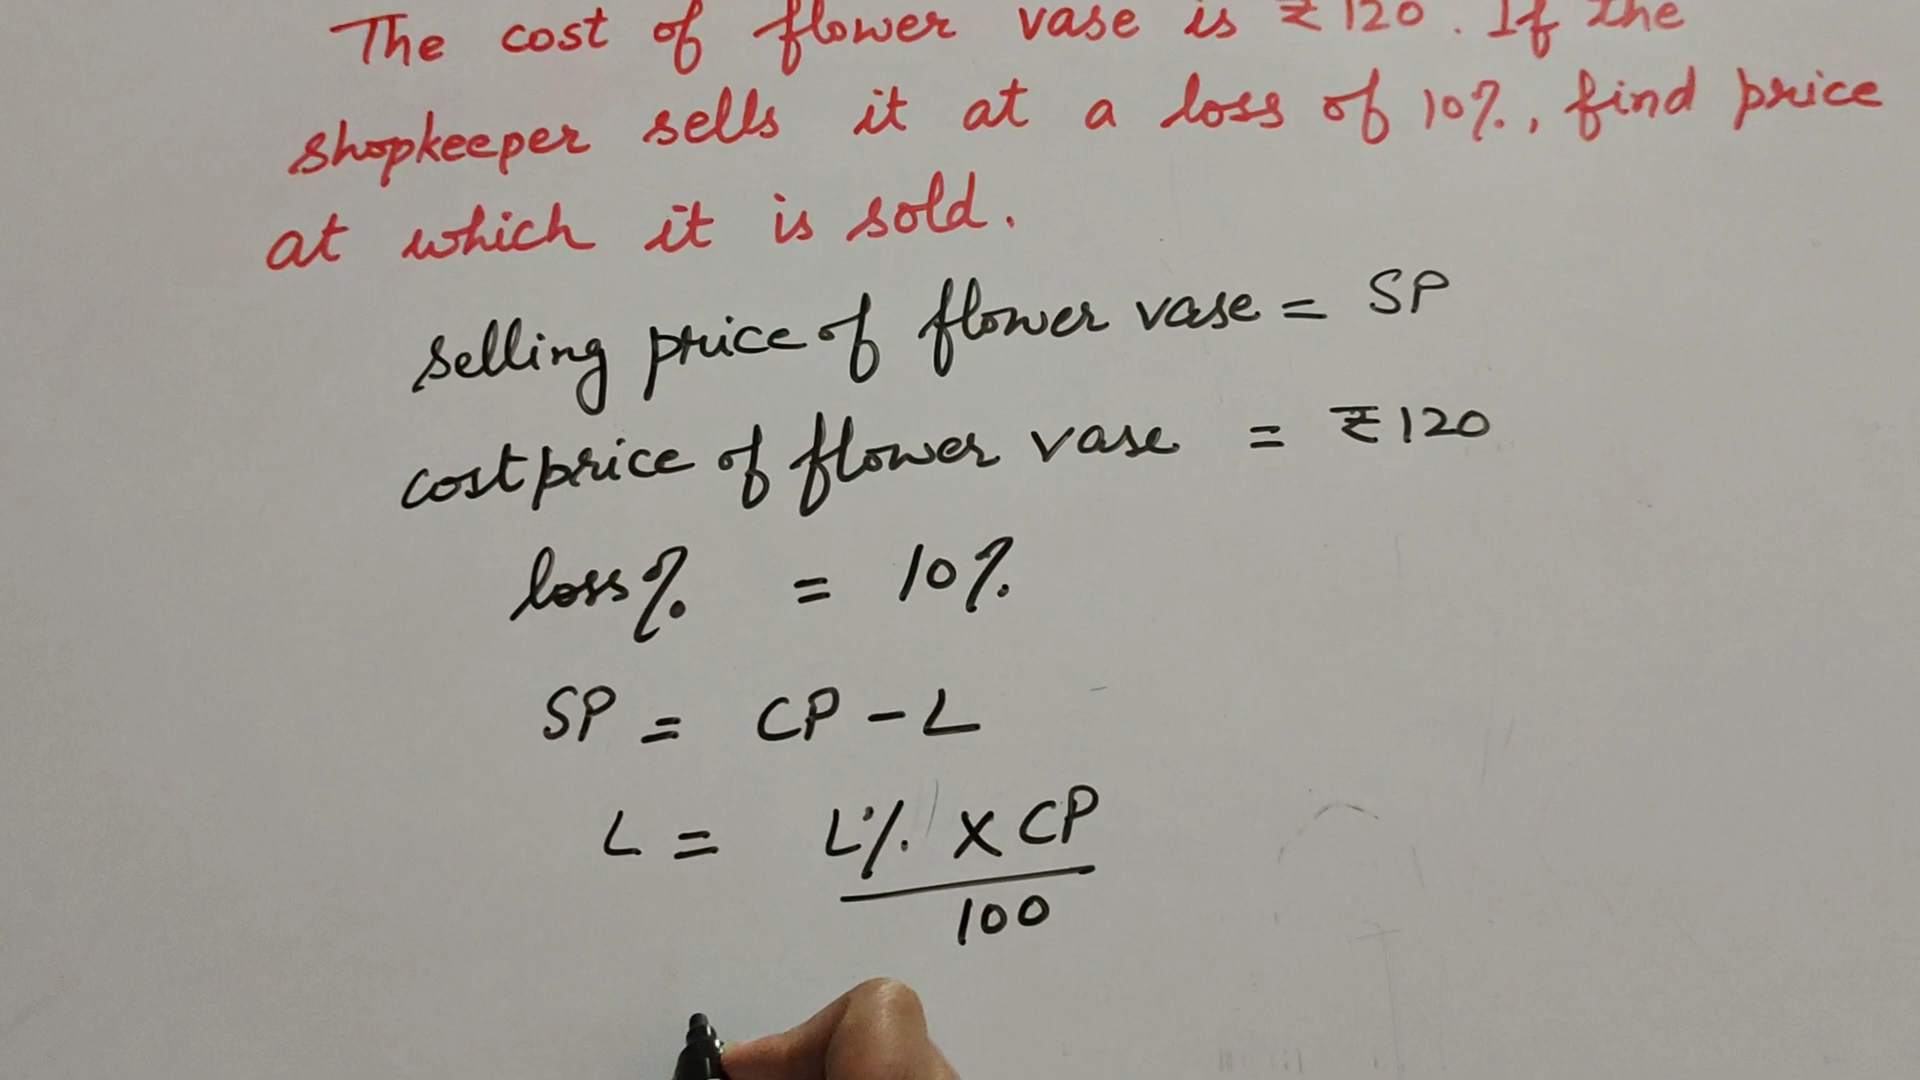 The cost of flower vase is ₹120. If the
shopkeeper sells it at a loss of 10%, find price
at which it is sold.
selling price of flower vase = SP
cost price of flower vase = ₹120
loss% = 10%
SP = CP - L
L = L% X CP
100